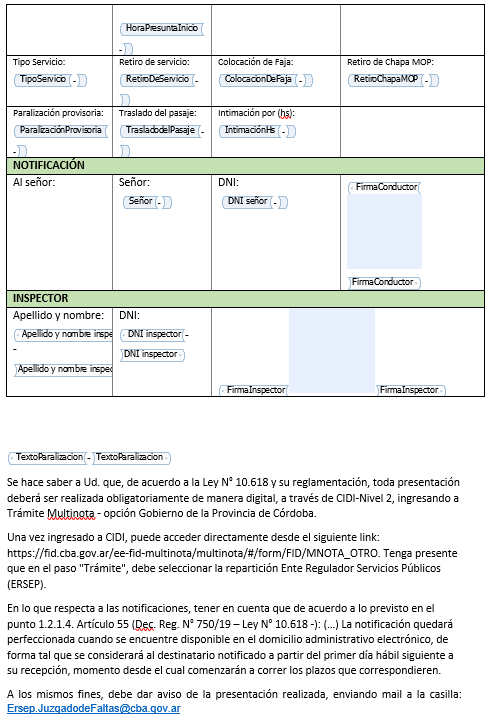 HoraPresuntaInicio
-
Tipo Servicio: Retiro de servicio: Colocación de Faja: Retiro de Chapa MOP:
TipoServicio - RetiroDeServicio - ColocacionDeFaja - RetiroChapaMOP -
Paralización provisoria: Traslado del pasaje: Intimación por (hs):
ParalizaciónProvisoria TrasladodelPasaje - IntimaciónHs -
-
NOTIFICACIÓN
Al señor: Señor: DNI:
Señor - DNI señor - FirmaConductor
FirmaConductor
INSPECTOR
Apellido y nombre: DNI:
Apellido y nombre inspe DNI inspector -
-
DNI inspector
Apellido y nombre inspec
FirmaInspector FirmaInspector
TextoParalizacion - TextoParalizacion
Se hace saber a Ud. que, de acuerdo a la Ley N° 10.618 y su reglamentación, toda presentación
deberá ser realizada obligatoriamente de manera digital, a través de CIDI-Nivel 2, ingresando a
Trámite Multinota - opción Gobierno de la Provincia de Córdoba.
Una vez ingresado a CIDI, puede acceder directamente desde el siguiente link:
https://fid.cba.gov.ar/ee-fid-multinota/multinota/#/form/FID/MNOTA_OTRO. Tenga presente
que en el paso "Trámite", debe seleccionar la repartición Ente Regulador Servicios Públicos
(ERSEP).
En lo que respecta a las notificaciones, tener en cuenta que de acuerdo a lo previsto en el
punto 1.2.1.4. Artículo 55 (Dec. Reg. N° 750/19 – Ley N° 10.618 -): (...) La notificación quedará
perfeccionada cuando se encuentre disponible en el domicilio administrativo electrónico, de
forma tal que se considerará al destinatario notificado a partir del primer día hábil siguiente a
su recepción, momento desde el cual comenzarán a correr los plazos que correspondieren.
A los mismos fines, debe dar aviso de la presentación realizada, enviando mail a la casilla:
Ersep.JuzgadodeFaltas@cba.gov.ar